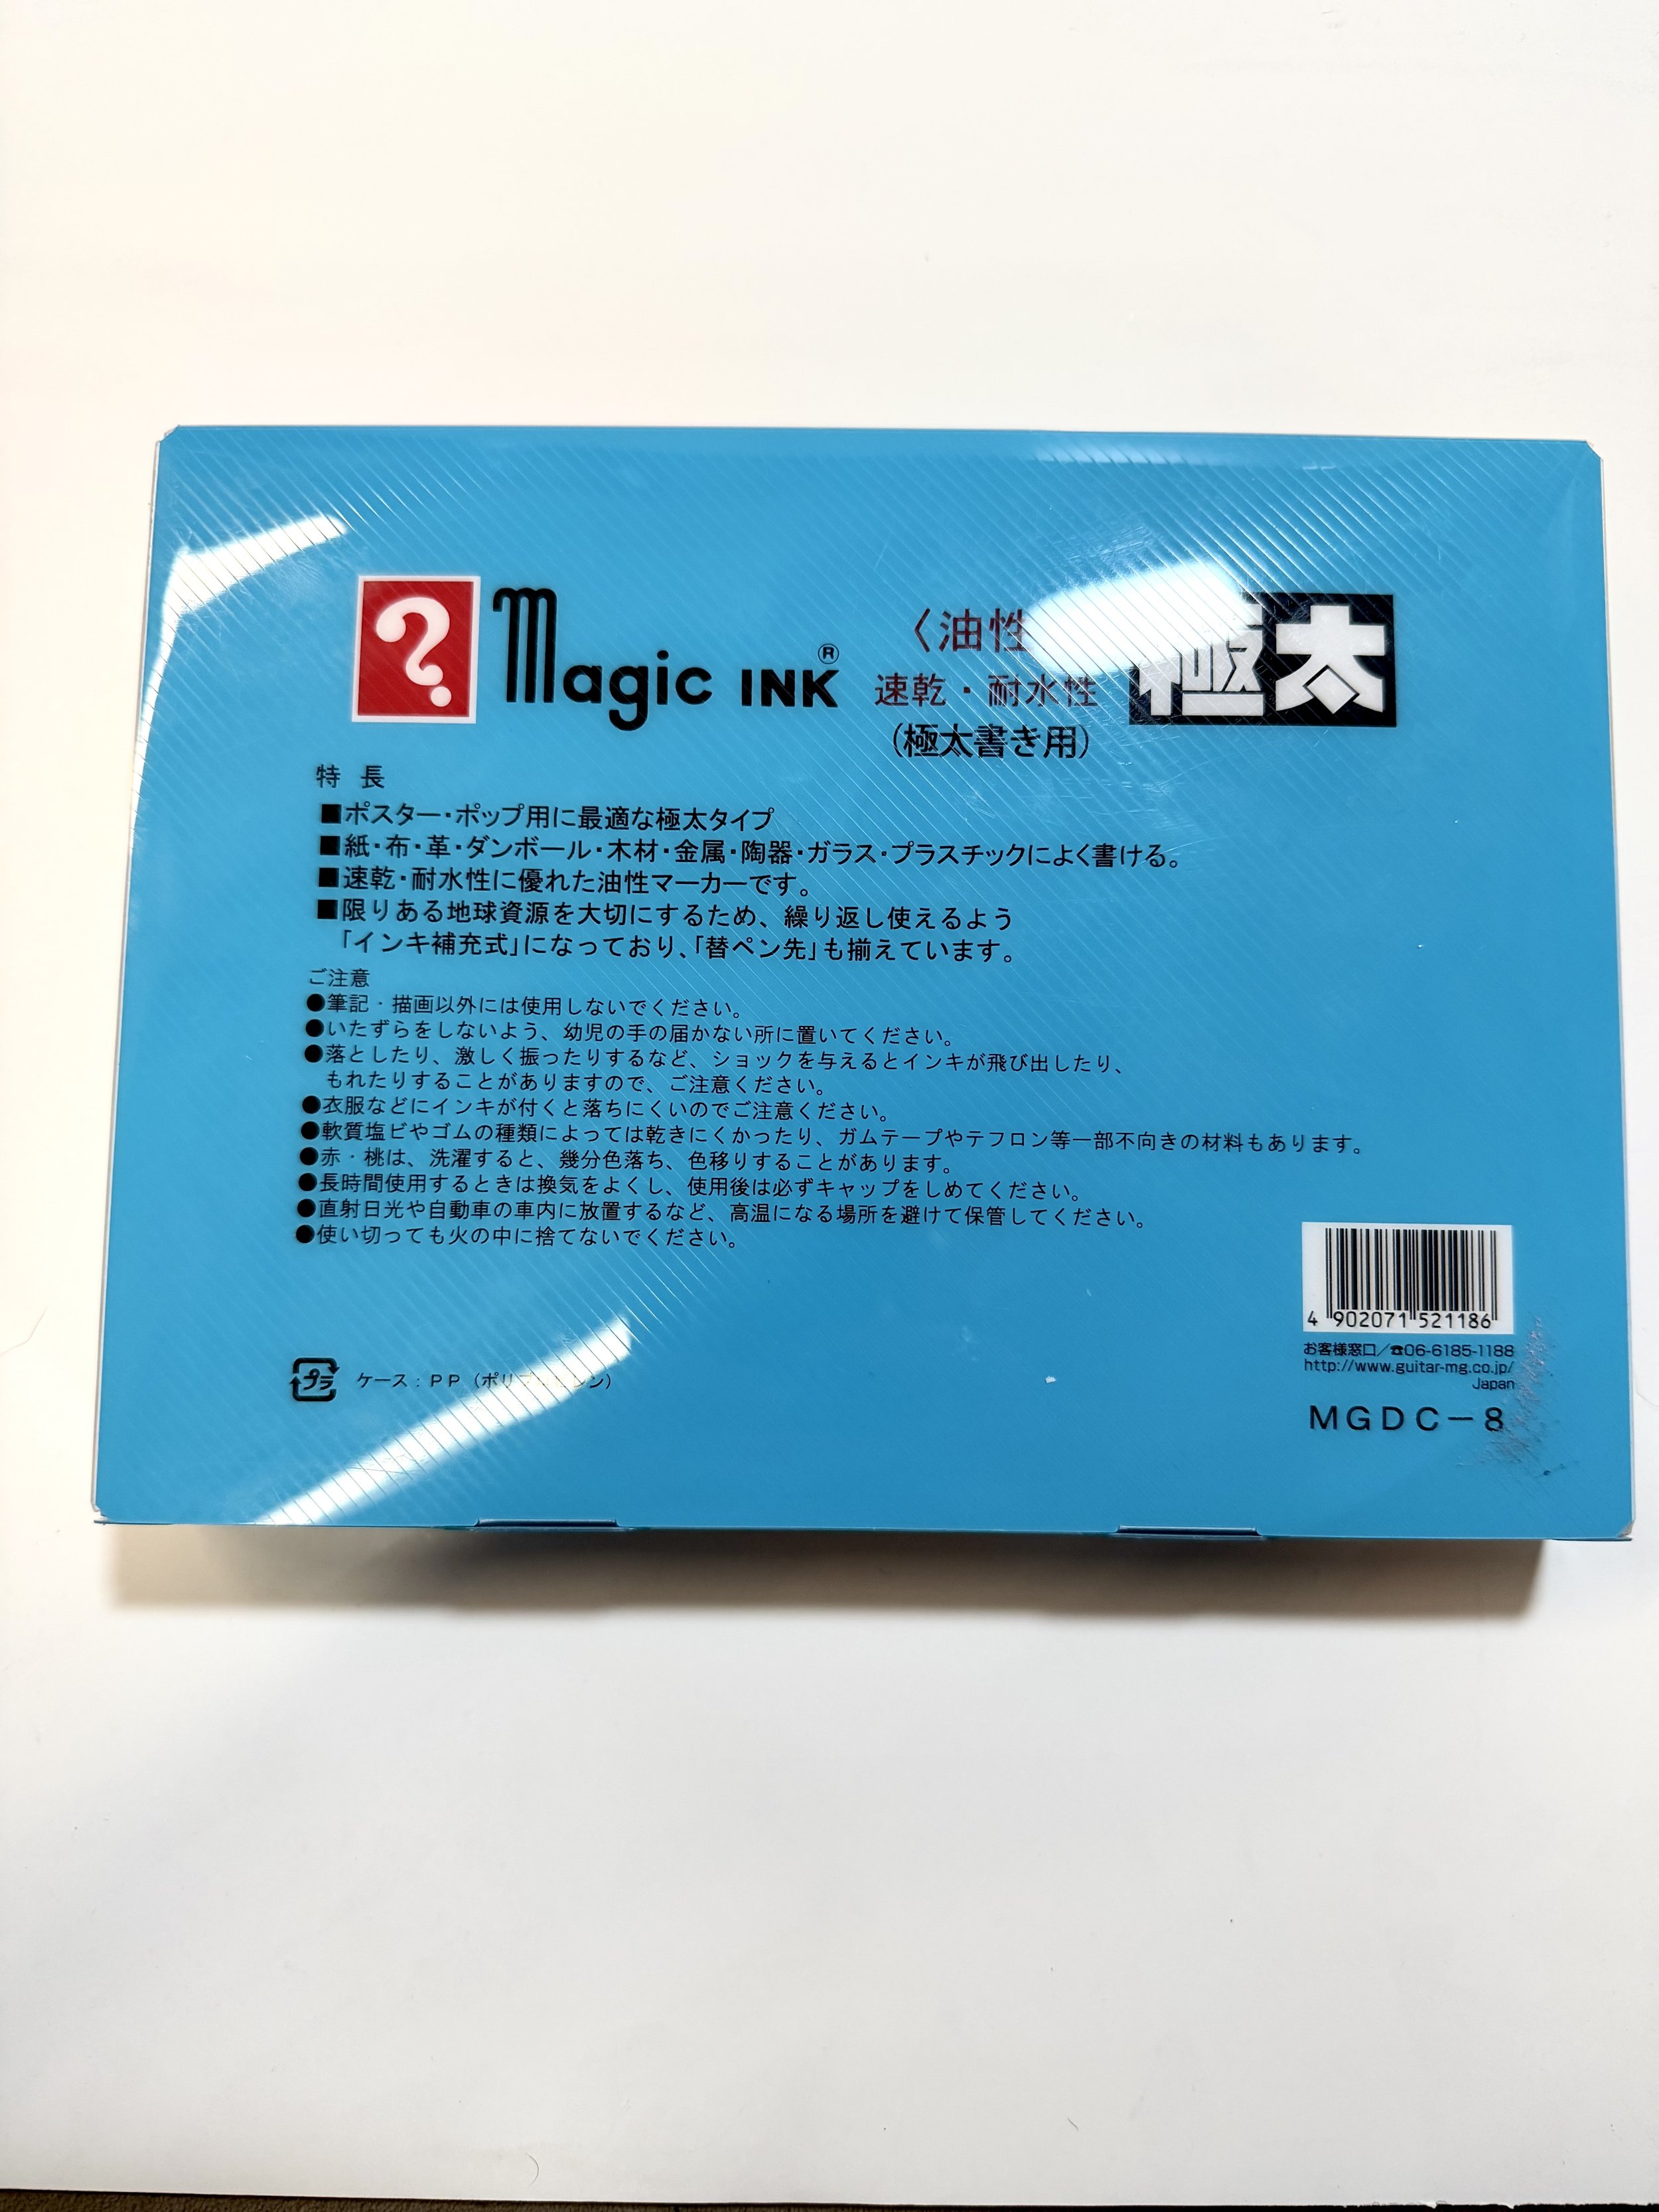 ?
Magic INK®
〈油性
速乾・耐水性
(極太書き用)
極太
特 長
■ポスター・ポップ用に最適な極太タイプ
■紙・布・革・ダンボール・木材・金属・陶器・ガラス・プラスチックによく書ける。
■速乾・耐水性に優れた油性マーカーです。
■限りある地球資源を大切にするため、繰り返し使えるよう
「インキ補充式」になっており、「替ペン先」も揃えています。
ご注意
●筆記・描画以外には使用しないでください。
●いたずらをしないよう、幼児の手の届かない所に置いてください。
●落としたり、激しく振ったりするなど、ショックを与えるとインキが飛び出したり、
もれたりすることがありますので、ご注意ください。
●衣服などにインキが付くと落ちにくいのでご注意ください。
●軟質塩ビやゴムの種類によっては乾きにくかったり、ガムテープやテフロン等一部不向きの材料もあります。
●赤・桃は、洗濯すると、幾分色落ち、色移りすることがあります。
●長時間使用するときは換気をよくし、使用後は必ずキャップをしめてください。
●直射日光や自動車の車内に放置するなど、高温になる場所を避けて保管してください。
●使い切っても火の中に捨てないでください。
プラ
ケース：PP（ポリプロピレン）
4 902071 521186
お客様窓口／☎06-6185-1188
http://www.guitar-mg.co.jp/
Japan
MGDC－8